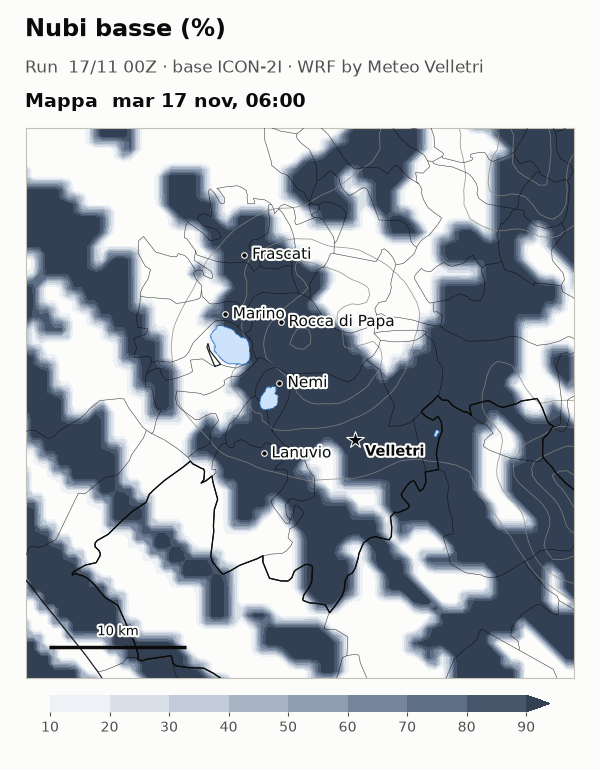 Nubi basse (%)
Run  17/11 00Z · base ICON-2I · WRF by Meteo Velletri
Mappa  mar 17 nov, 06:00
Frascati
Marino
Rocca di Papa
Nemi
Velletri
Lanuvio
10 km
10 20 30 40 50 60 70 80 90